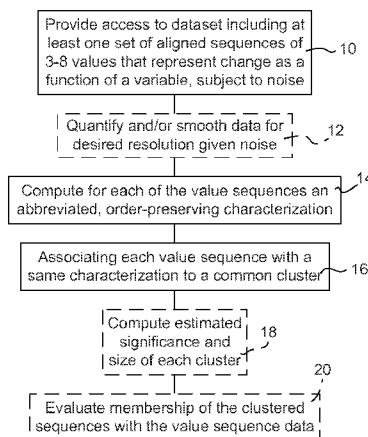 Provide access to dataset including at
least one set of aligned sequences of
3-8 values that represent change as a
function of a variable, subject to noise
10
Quantify and/or smooth data for
desired resolution given noise
12
14
Compute for each of the value sequences an
abbreviated, order-preserving characterization
Associating each value sequence with a
same characterization to a common cluster
16
Compute estimated
significance and
size of each cluster
18
20
Evaluate membership of the clustered
sequences with the value sequence data